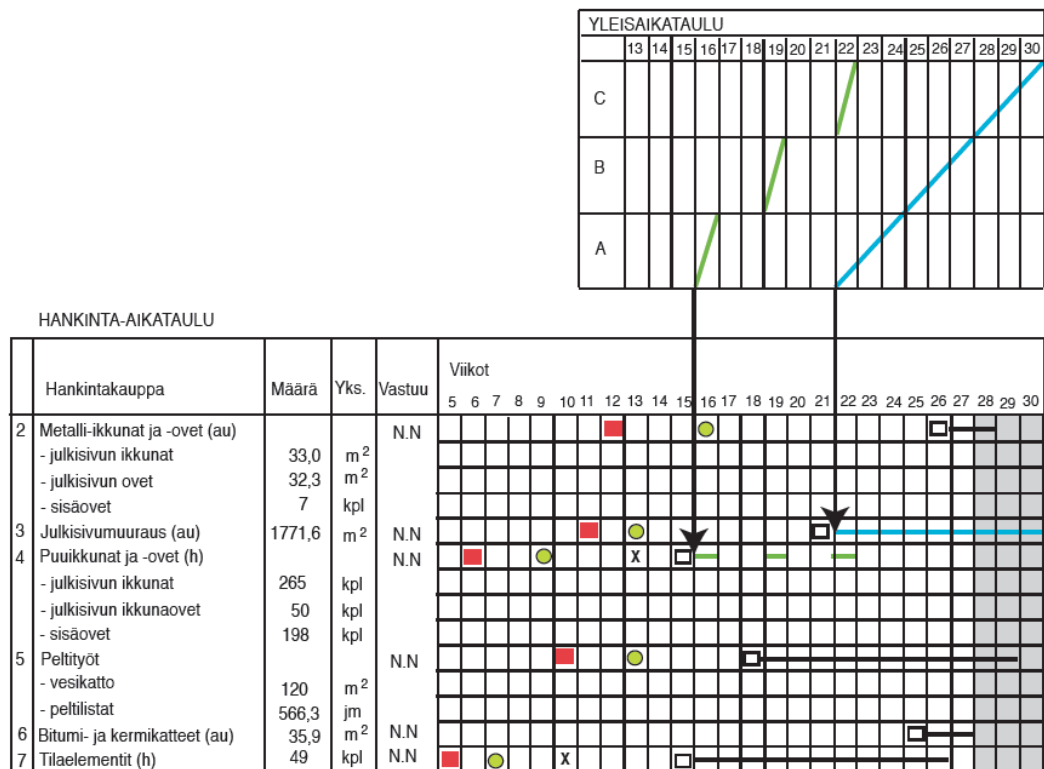 YLEISAIKATAULU
13 14 15 16 17 18 19 20 21 22 23 24 25 26 27 28 29 30
C
B
A
HANKINTA-AIKATAULU
Hankintakauppa Määrä Yks. Vastuu Viikot
5 6 7 8 9 10 11 12 13 14 15 16 17 18 19 20 21 22 23 24 25 26 27 28 29 30
2 Metalli-ikkunat ja -ovet (au) N.N
- julkisivun ikkunat 33,0 m²
- julkisivun ovet 32,3 m²
- sisäovet 7 kpl
3 Julkisivumuuraus (au) 1771,6 m² N.N
4 Puuikkunat ja -ovet (h) N.N x
- julkisivun ikkunat 265 kpl
- julkisivun ikkunaovet 50 kpl
- sisäovet 198 kpl
5 Peltityöt N.N
- vesikatto 120 m²
- peltilistat 566,3 jm
6 Bitumi- ja kermikatteet (au) 35,9 m² N.N
7 Tilaelementit (h) 49 kpl N.N x